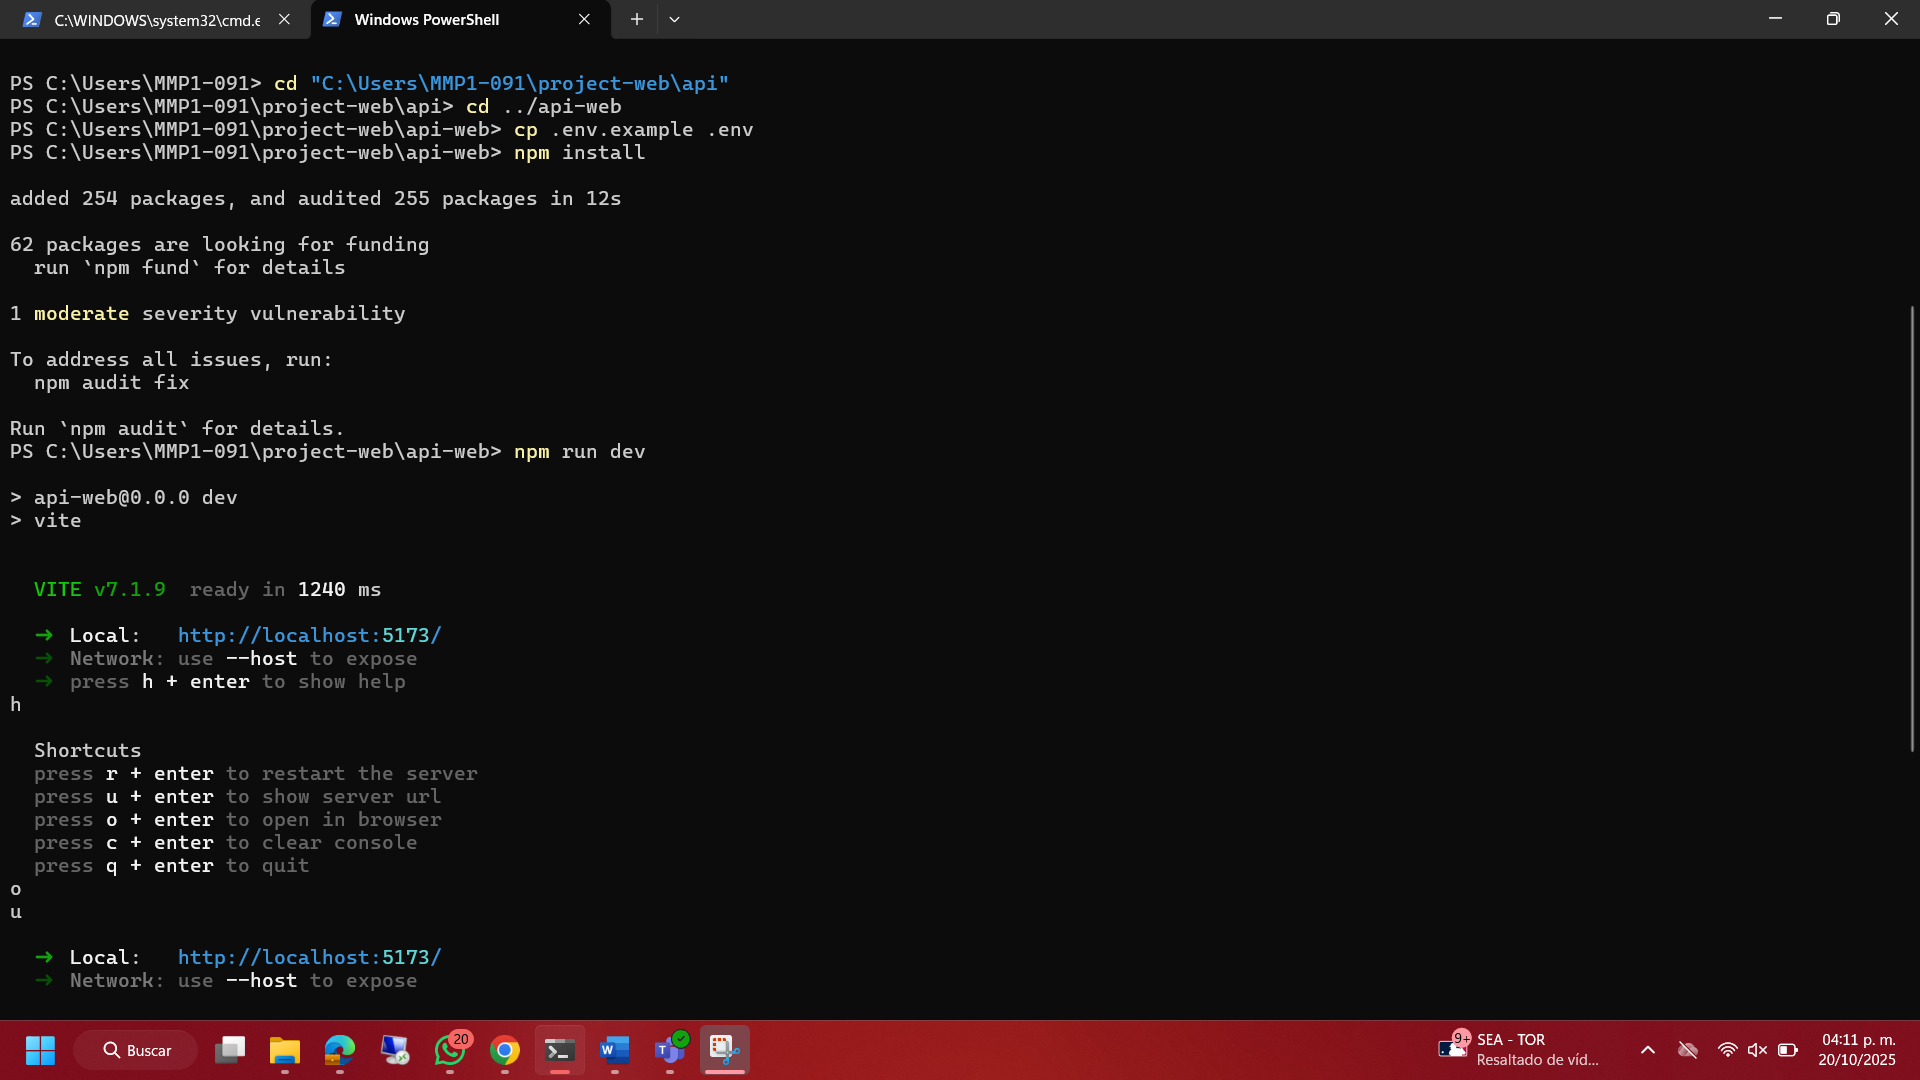 C:\WINDOWS\system32\cmd.e
Windows PowerShell
PS C:\Users\MMP1-091> cd "C:\Users\MMP1-091\project-web\api"
PS C:\Users\MMP1-091\project-web\api> cd ../api-web
PS C:\Users\MMP1-091\project-web\api-web> cp .env.example .env
PS C:\Users\MMP1-091\project-web\api-web> npm install
added 254 packages, and audited 255 packages in 12s
62 packages are looking for funding
  run `npm fund` for details
1 moderate severity vulnerability
To address all issues, run:
  npm audit fix
Run `npm audit` for details.
PS C:\Users\MMP1-091\project-web\api-web> npm run dev
> api-web@0.0.0 dev
> vite
VITE v7.1.9  ready in 1240 ms
➜ Local:   http://localhost:5173/
➜ Network: use --host to expose
➜ press h + enter to show help
h
Shortcuts
press r + enter to restart the server
press u + enter to show server url
press o + enter to open in browser
press c + enter to clear console
press q + enter to quit
o
u
➜ Local:   http://localhost:5173/
➜ Network: use --host to expose
Buscar
20
W
T
9+
SEA - TOR
Resaltado de víd...
04:11 p. m.
20/10/2025